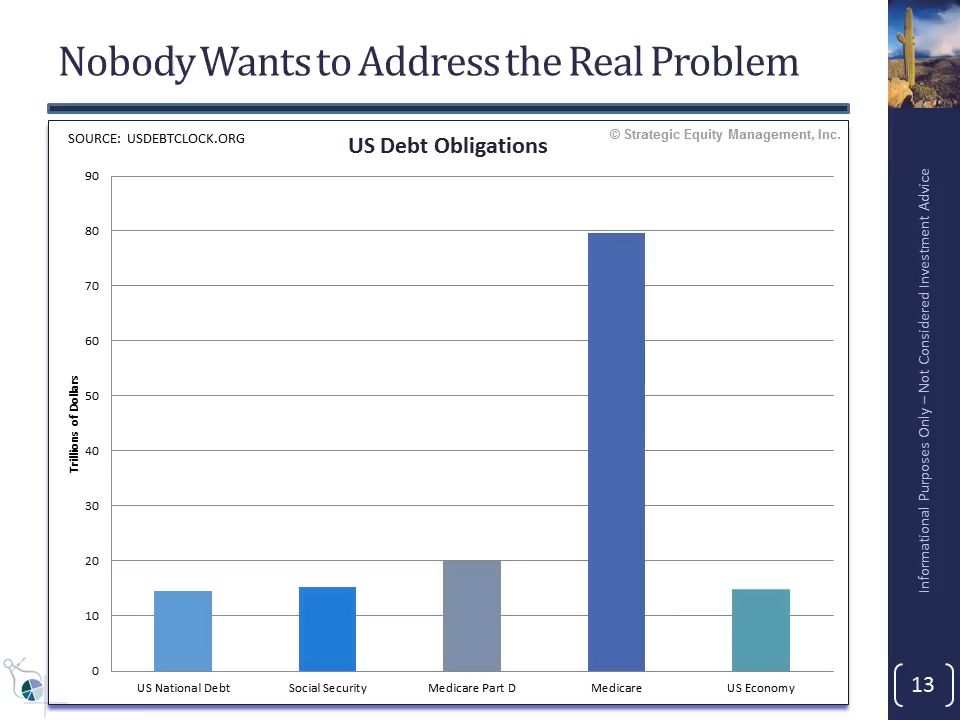 Nobody Wants to Address the Real Problem
SOURCE: USDEBTCLOCK.ORG
US Debt Obligations
© Strategic Equity Management, Inc.
Trillions of Dollars
90
80
70
60
50
40
30
20
10
0
US National Debt
Social Security
Medicare Part D
Medicare
US Economy
Informational Purposes Only – Not Considered Investment Advice
13